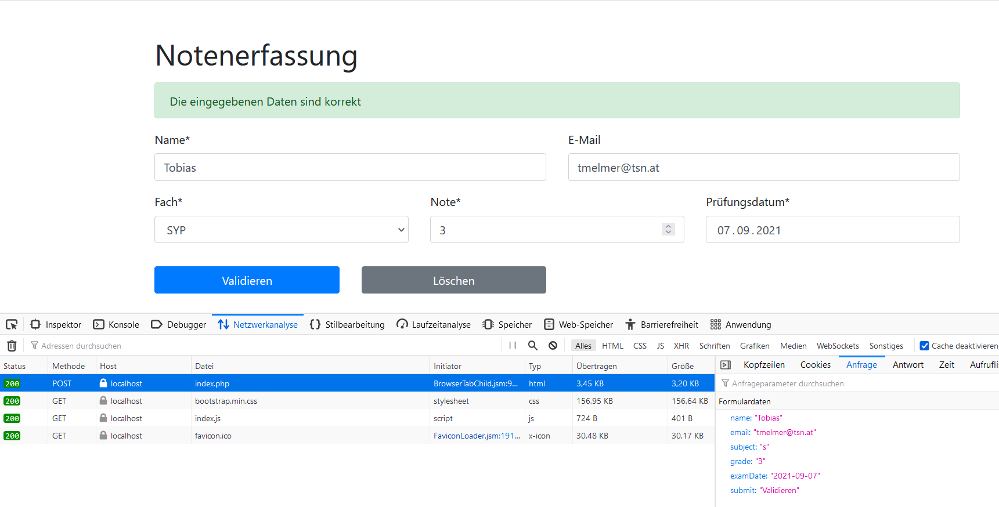 Notenerfassung
Die eingegebenen Daten sind korrekt
Name* E-Mail
Tobias tmelmer@tsn.at
Fach* Note* Prüfungsdatum*
SYP 3 07.09.2021
Validieren Löschen
Inspektor Konsole Debugger Netzwerkanalyse Stilbearbeitung Laufzeitanalyse Speicher Web-Speicher Barrierefreiheit Anwendung
Adressen durchsuchen Alles HTML CSS JS XHR Schriften Grafiken Medien WebSockets Sonstiges Cache deaktivieren
Status Methode Host Datei Initiator Typ Übertragen Größe
200 POST localhost index.php BrowserTabChild.jsm:9... html 3,45 KB 3,20 KB
200 GET localhost bootstrap.min.css stylesheet css 156,95 KB 156,64 KB
200 GET localhost index.js script js 724 B 401 B
200 GET localhost favicon.ico FaviconLoader.jsm:191... x-icon 30,48 KB 30,17 KB
Kopfzeilen Cookies Anfrage Antwort Zeit Aufrufli
Anfrageparameter durchsuchen
Formulardaten
name: "Tobias"
email: "tmelmer@tsn.at"
subject: "s"
grade: "3"
examDate: "2021-09-07"
submit: "Validieren"